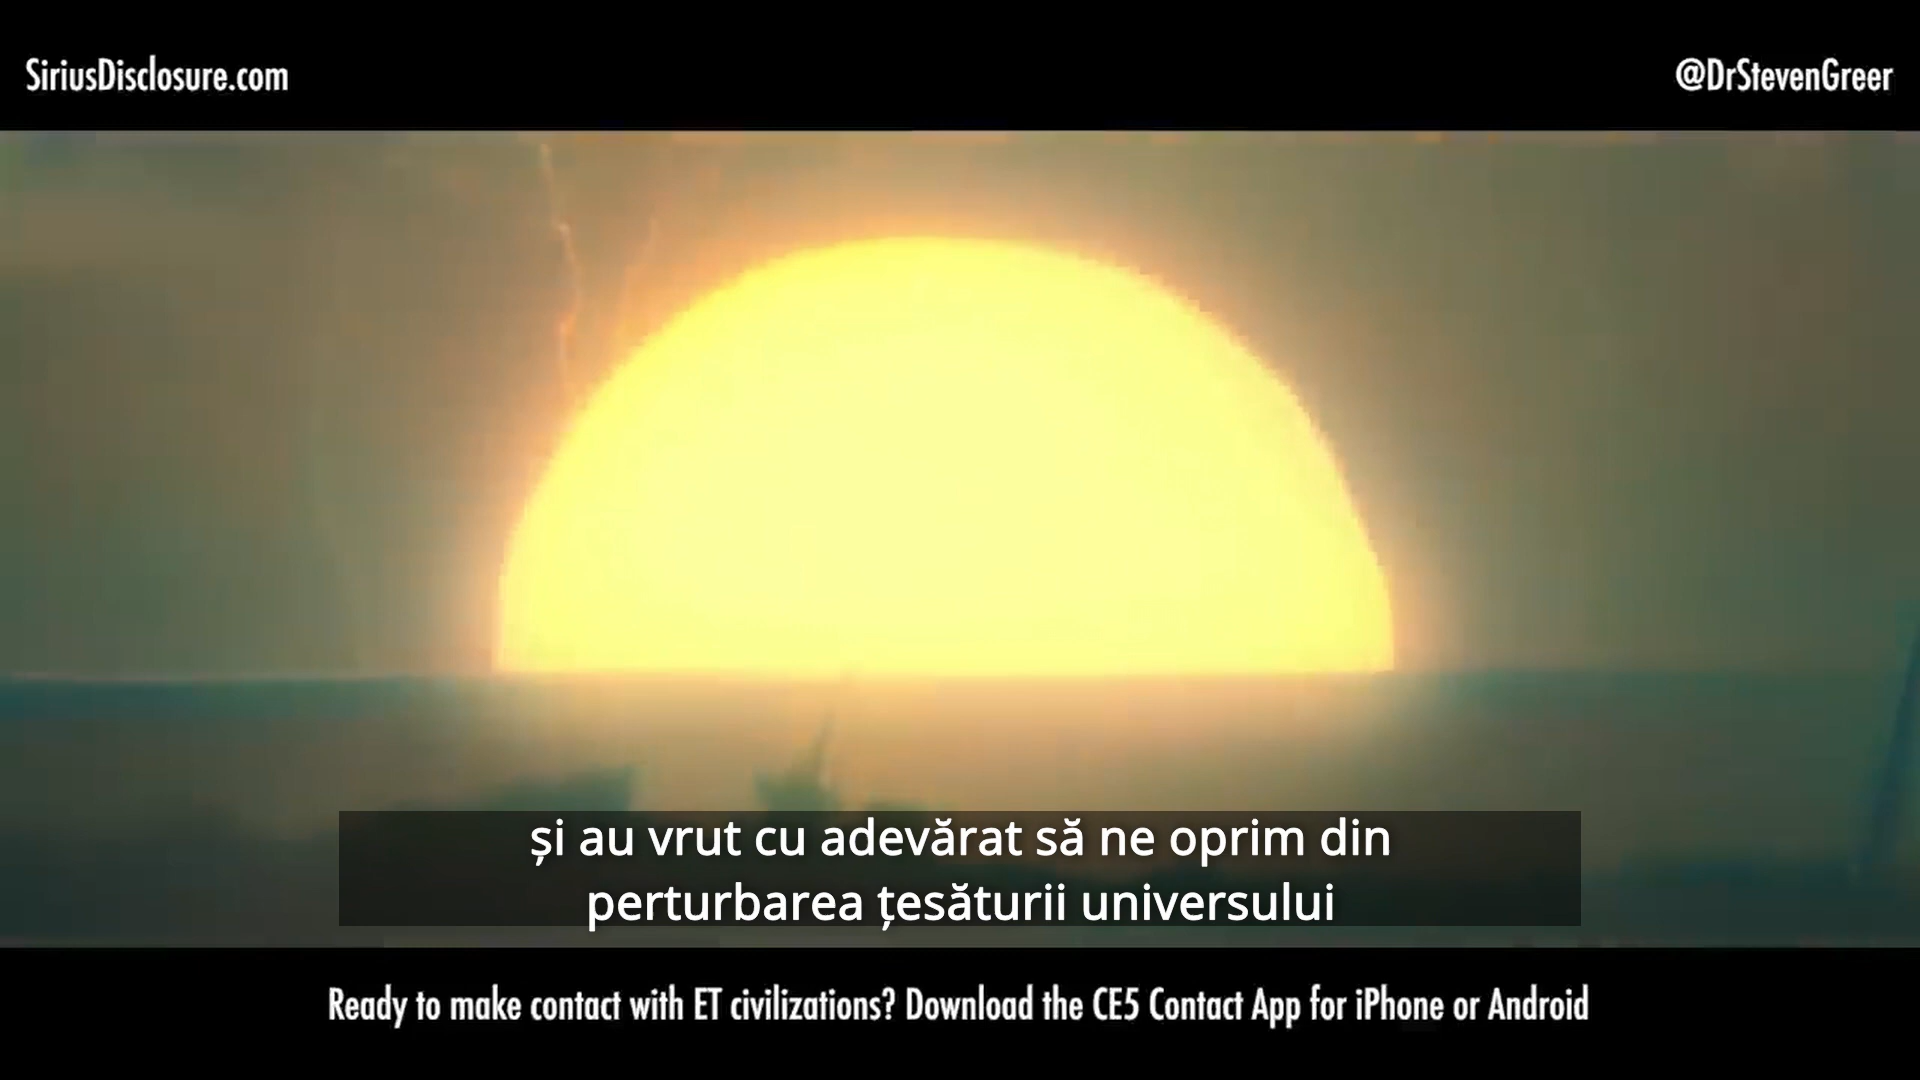 SiriusDisclosure.com
@DrStevenGreer
și au vrut cu adevărat să ne oprim din
perturbarea țesăturii universului
Ready to make contact with ET civilizations? Download the CE5 Contact App for iPhone or Android